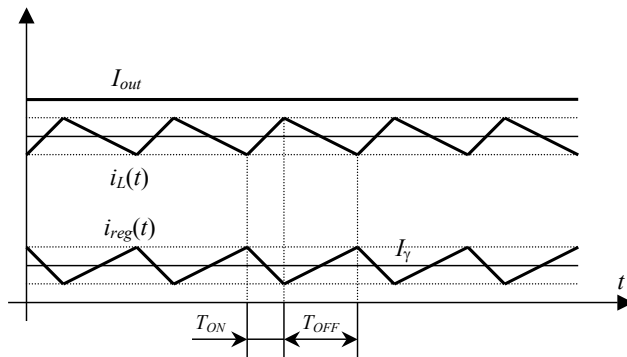 I_out
i_L(t)
i_reg(t)
I_γ
t
T_ON
T_OFF